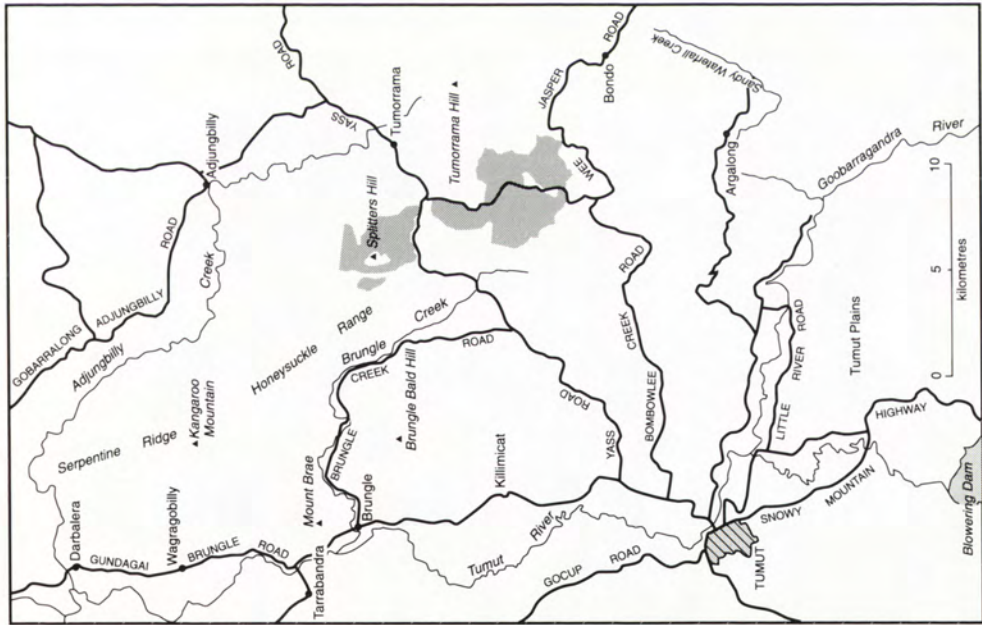 GOBARRALONG
ADJUNGBILLY
ROAD
Adjungbilly
Creek
Adjungbilly
ROAD
YASS
Tumorrama
Tumorrama Hill
Splitters Hill
Serpentine Ridge
Kangaroo
Mountain
Honeysuckle Range
Darbalera
GUNDAGAI
Wagragobilly
BRUNGLE
ROAD
Tarrabandra
Mount Brae
Brungle
BRUNGLE
CREEK
ROAD
Brungle
Creek
Brungle Bald Hill
Killimicat
JASPER
ROAD
Bondo
WEE
Sandy Waterfall Creek
YASS
ROAD
BOMBOWLEE
CREEK
ROAD
Argalong
Goobarragandra
River
Tumut
River
GOCUP
ROAD
TUMUT
LITTLE
RIVER
ROAD
Tumut Plains
SNOWY
MOUNTAIN
HIGHWAY
Blowering Dam
0 5 10
kilometres